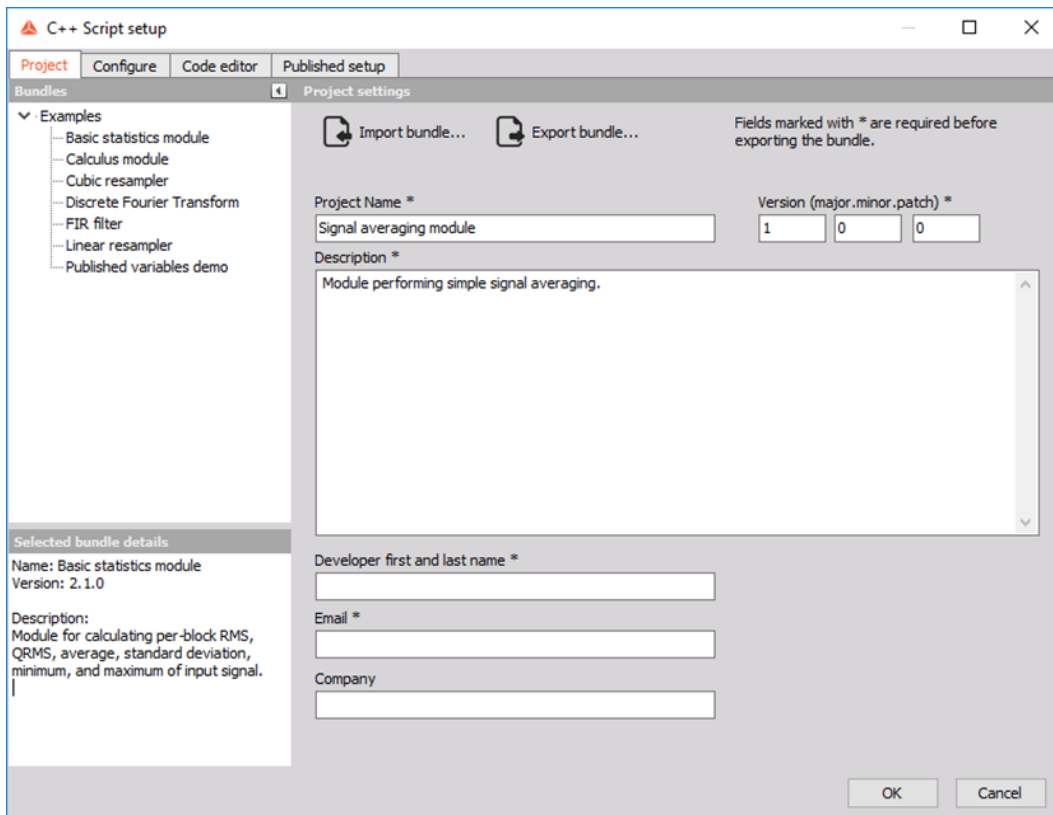 C++ Script setup
Project
Configure
Code editor
Published setup
Bundles
Project settings
Examples
Basic statistics module
Calculus module
Cubic resampler
Discrete Fourier Transform
FIR filter
Linear resampler
Published variables demo
Import bundle...
Export bundle...
Fields marked with * are required before
exporting the bundle.
Project Name *
Version (major.minor.patch) *
Signal averaging module
1
0
0
Description *
Module performing simple signal averaging.
Selected bundle details
Name: Basic statistics module
Version: 2.1.0
Description:
Module for calculating per-block RMS,
QRMS, average, standard deviation,
minimum, and maximum of input signal.
Developer first and last name *
Email *
Company
OK
Cancel